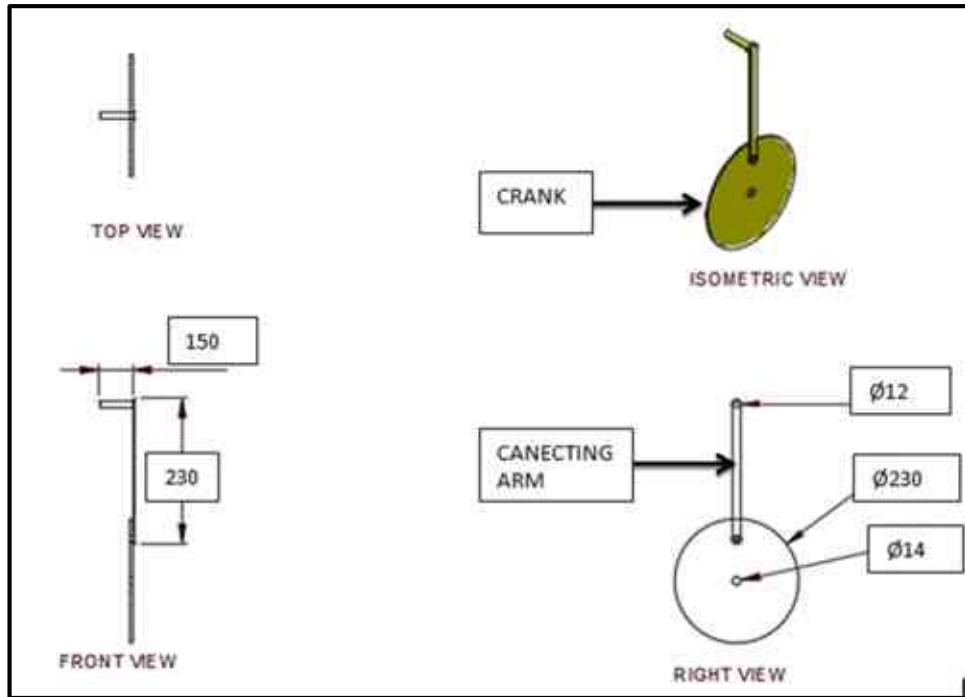 TOP VIEW
CRANK
ISOMETRIC VIEW
150
230
FRONT VIEW
Ø12
CANECTING
ARM
Ø230
Ø14
RIGHT VIEW